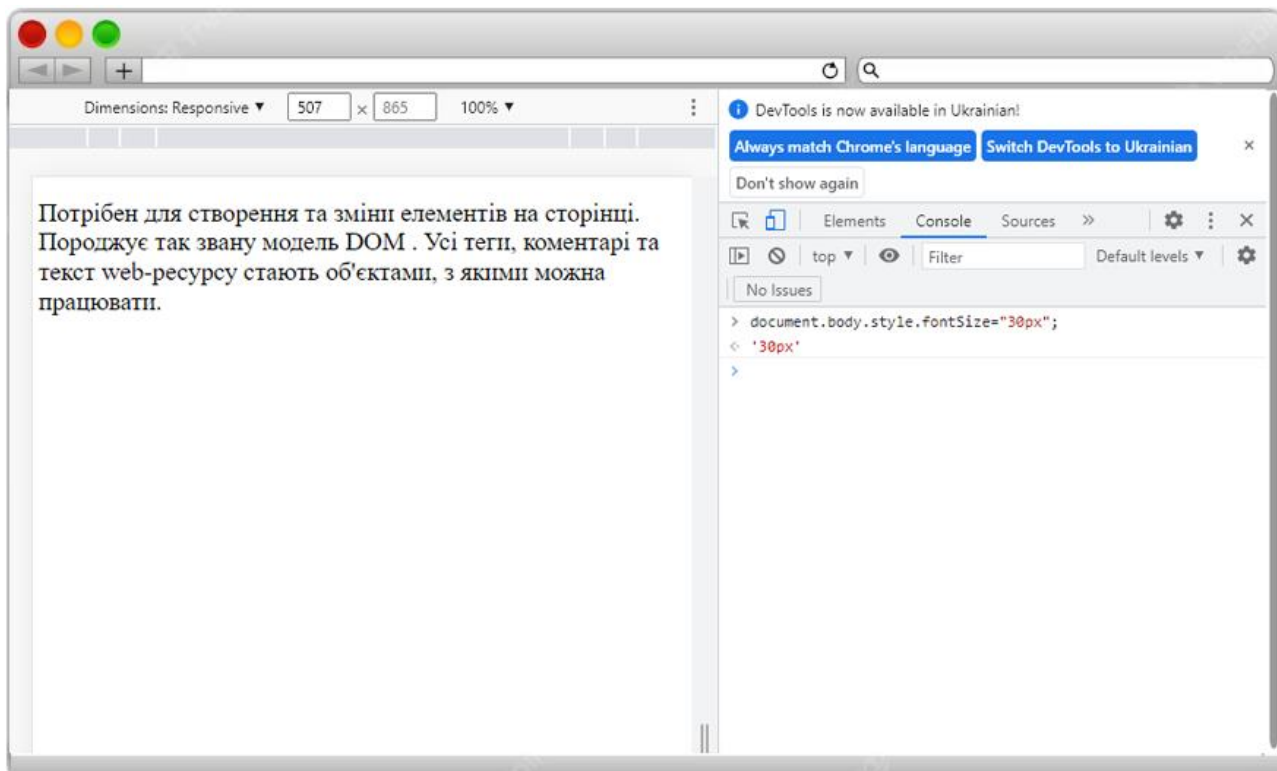 Dimensions: Responsive ▼ 507 × 865 100% ▼
Потрібен для створення та зміни елементів на сторінці.
Породжує так звану модель DOM . Усі теги, коментарі та
текст web-ресурсу стають об'єктами, з якими можна
працювати.
DevTools is now available in Ukrainian!
Always match Chrome's language Switch DevTools to Ukrainian ×
Don't show again
Elements Console Sources »
top ▼ Filter Default levels ▼
No Issues
> document.body.style.fontSize="30px";
'30px'
>